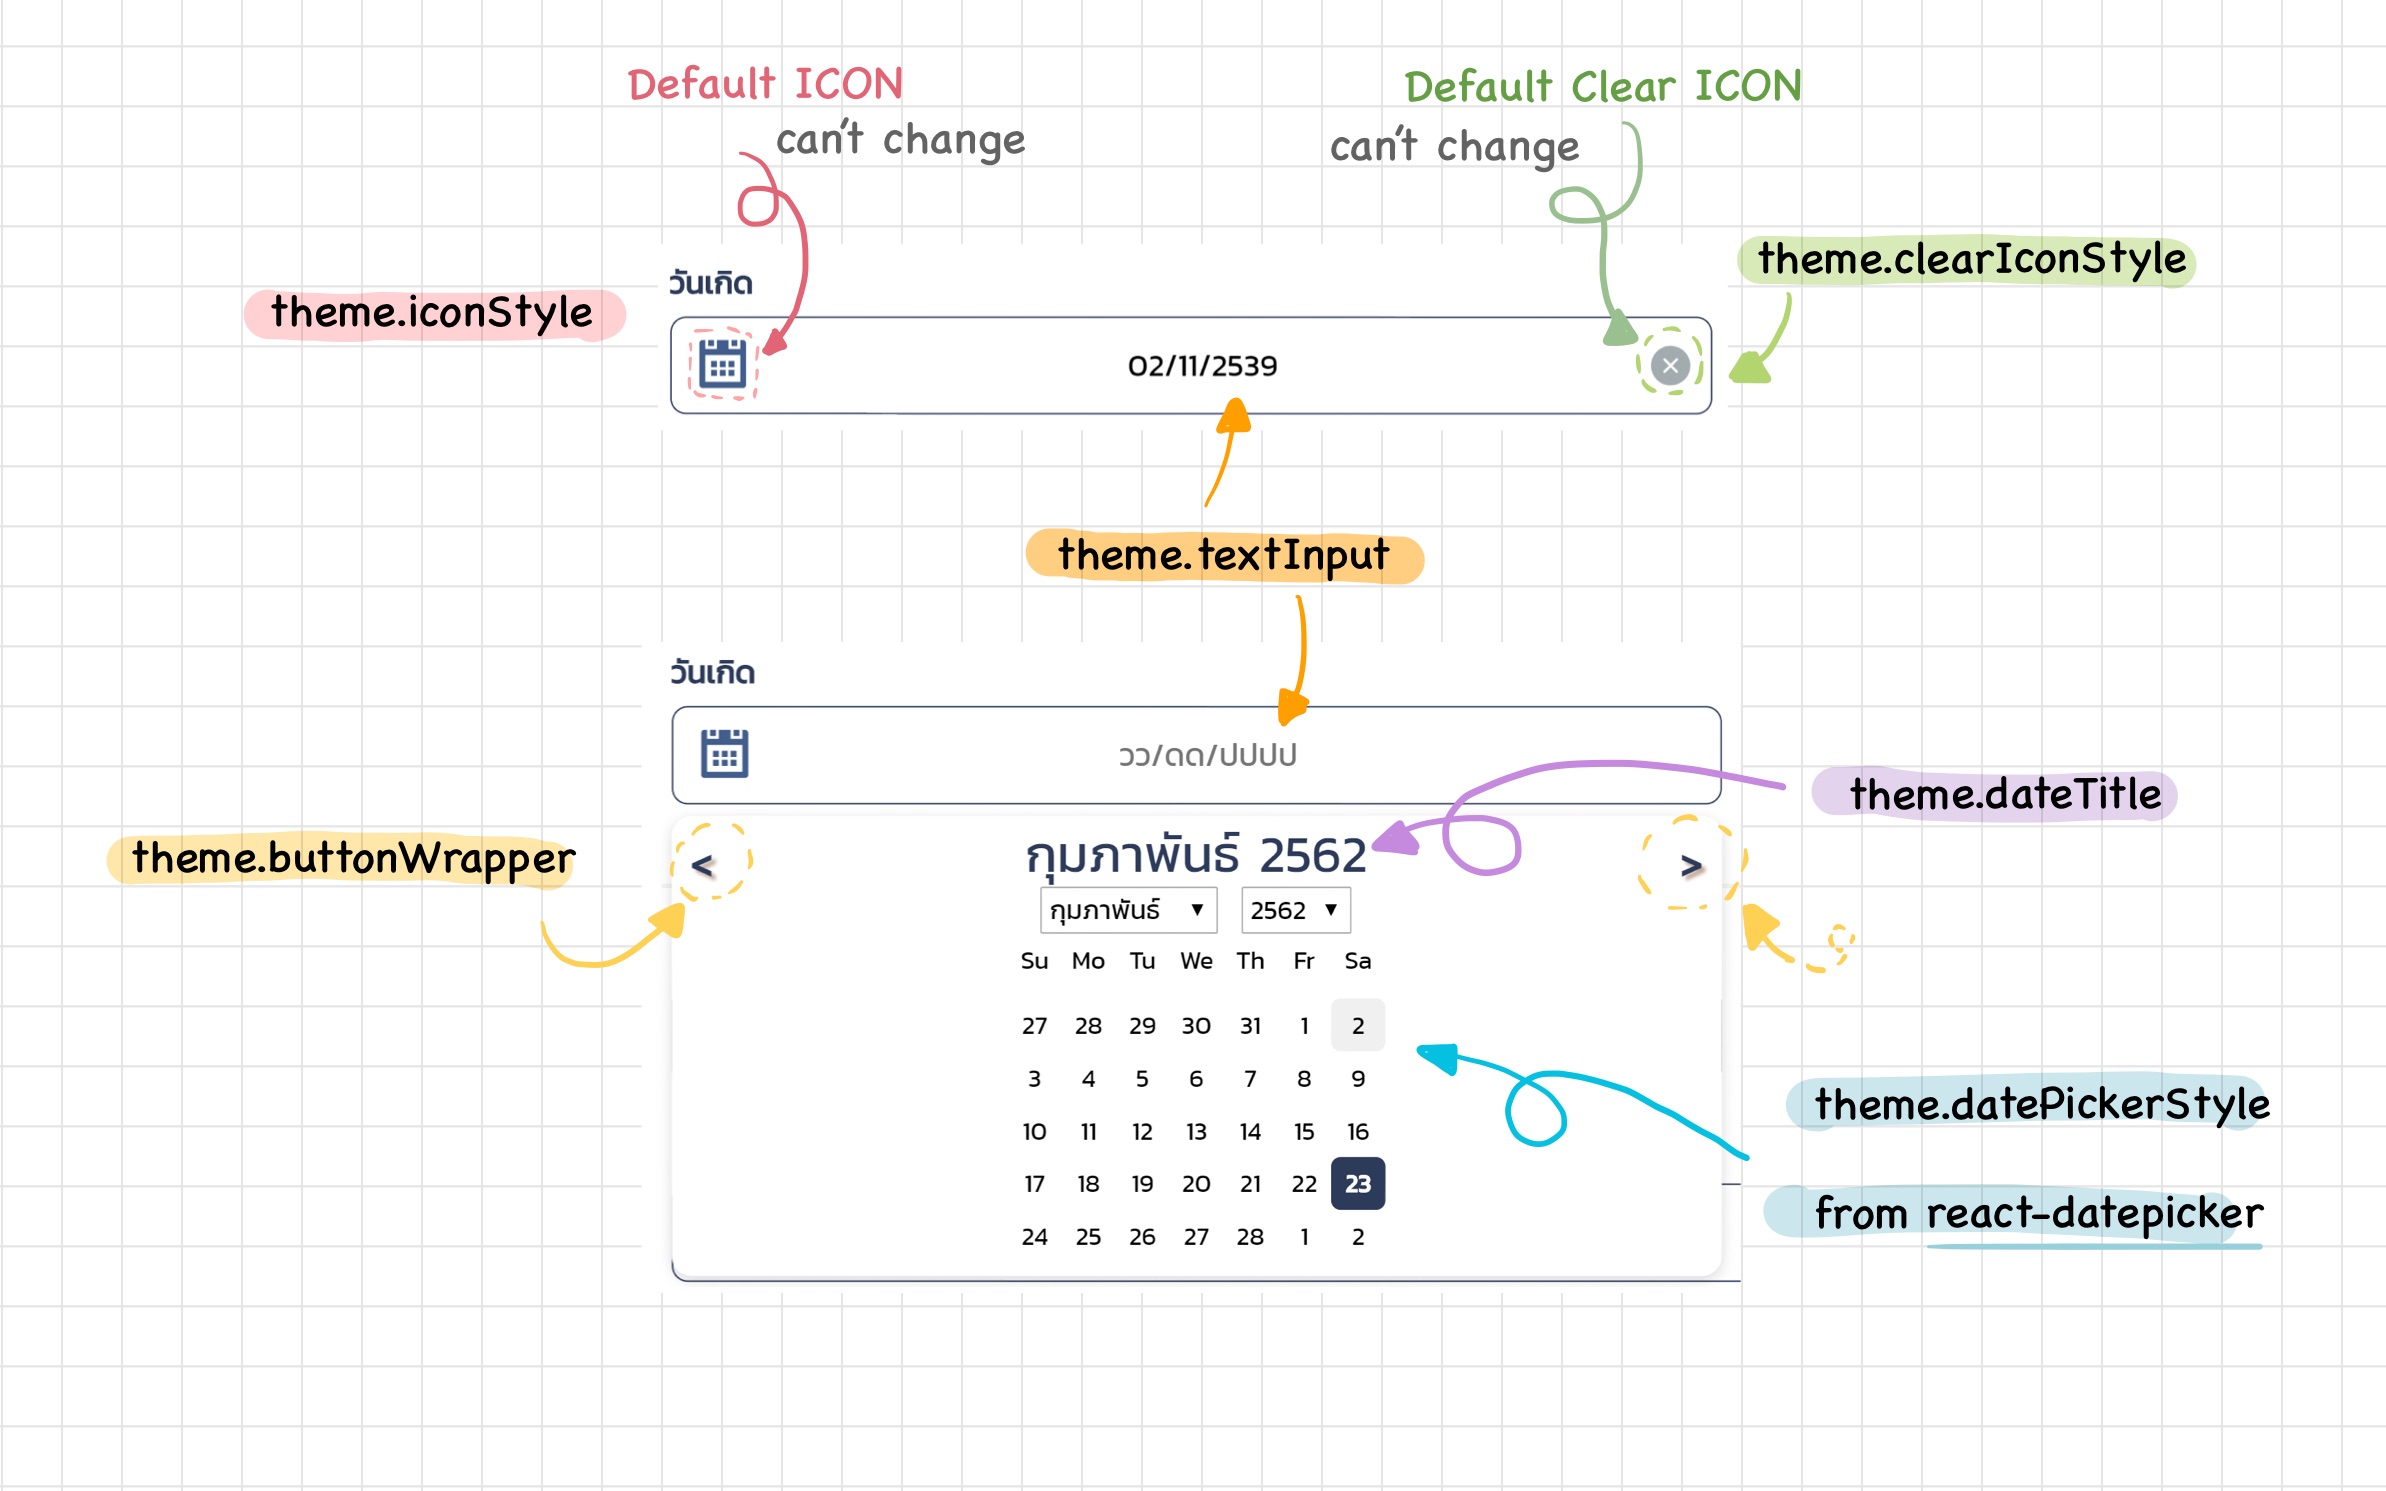 Default ICON
can't change
Default Clear ICON
can't change
theme.clearIconStyle
theme.iconStyle
วันเกิด
02/11/2539
theme.textInput
วันเกิด
วว/ดด/ปปปป
theme.dateTitle
theme.buttonWrapper
< กุมภาพันธ์ 2562 >
กุมภาพันธ์ ▼ 2562 ▼
Su Mo Tu We Th Fr Sa
27 28 29 30 31 1 2
3 4 5 6 7 8 9
10 11 12 13 14 15 16
17 18 19 20 21 22 23
24 25 26 27 28 1 2
theme.datePickerStyle
from react-datepicker